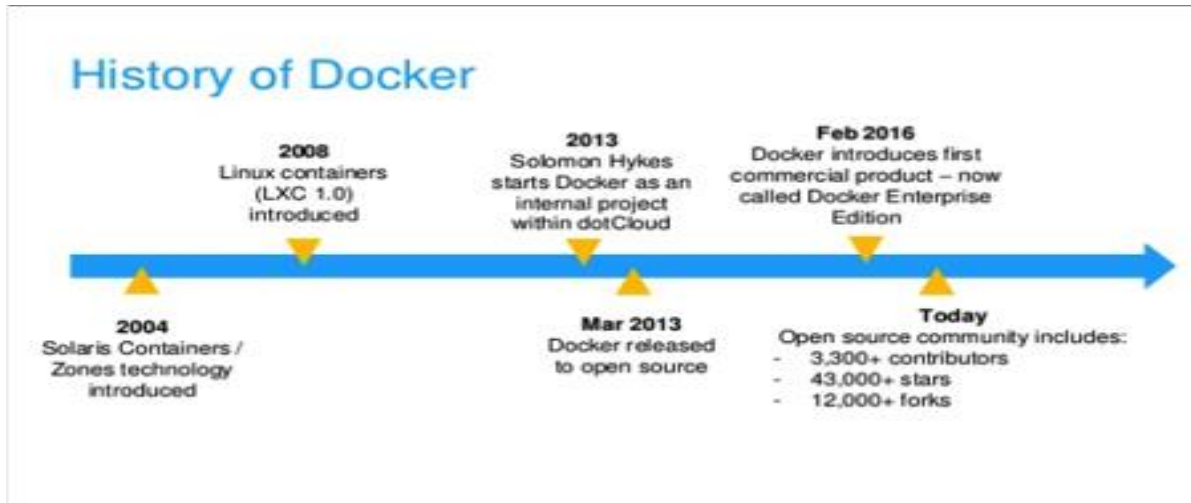 History of Docker
2008
Linux containers
(LXC 1.0)
introduced
2013
Solomon Hykes
starts Docker as an
internal project
within dotCloud
Feb 2016
Docker introduces first
commercial product – now
called Docker Enterprise
Edition
2004
Solaris Containers /
Zones technology
introduced
Mar 2013
Docker released
to open source
Today
Open source community includes:
- 3,300+ contributors
- 43,000+ stars
- 12,000+ forks